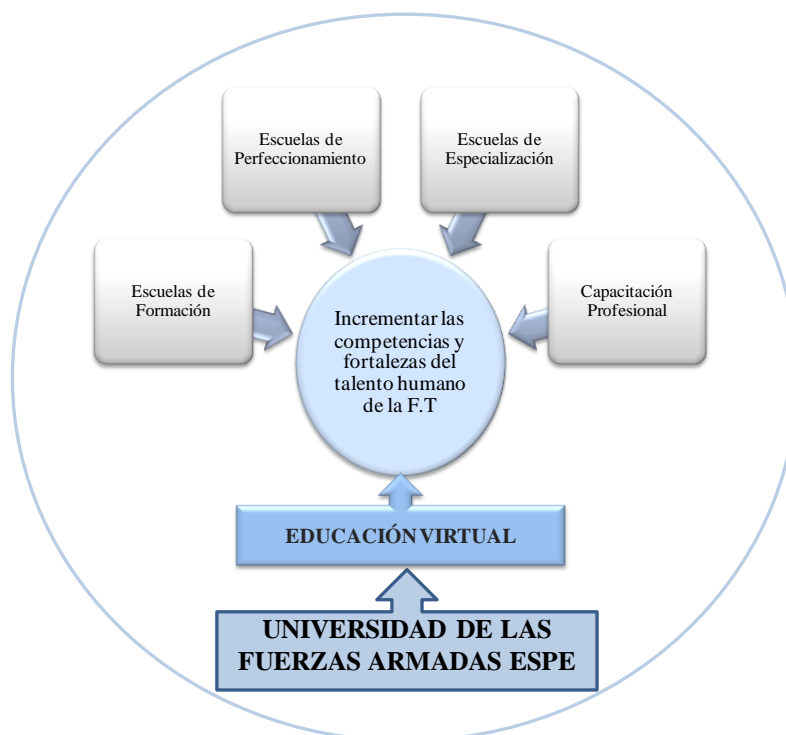 Escuelas de
Perfeccionamiento
Escuelas de
Especialización
Escuelas de
Formación
Capacitación
Profesional
Incrementar las
competencias y
fortalezas del
talento humano
de la F.T
EDUCACIÓN VIRTUAL
UNIVERSIDAD DE LAS
FUERZAS ARMADAS ESPE